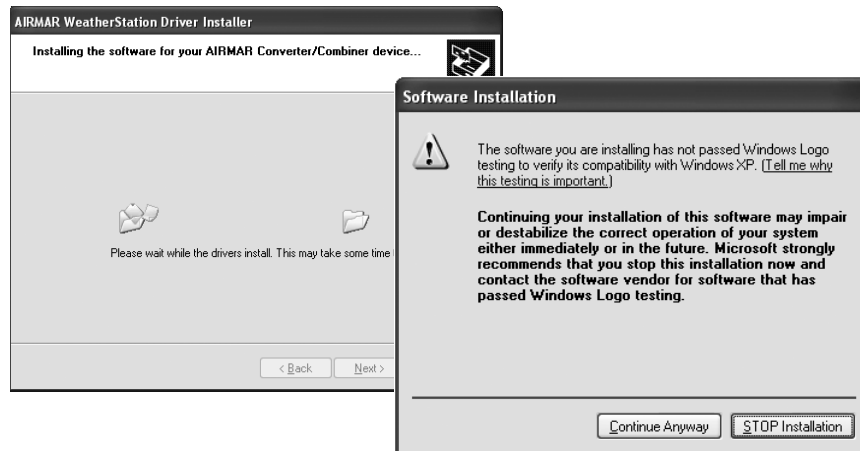 AIRMAR WeatherStation Driver Installer
Installing the software for your AIRMAR Converter/Combiner device...
Please wait while the drivers install. This may take some time
< Back
Next >
Software Installation
The software you are installing has not passed Windows Logo
testing to verify its compatibility with Windows XP. (Tell me why
this testing is important.)
Continuing your installation of this software may impair
or destabilize the correct operation of your system
either immediately or in the future. Microsoft strongly
recommends that you stop this installation now and
contact the software vendor for software that has
passed Windows Logo testing.
Continue Anyway
STOP Installation